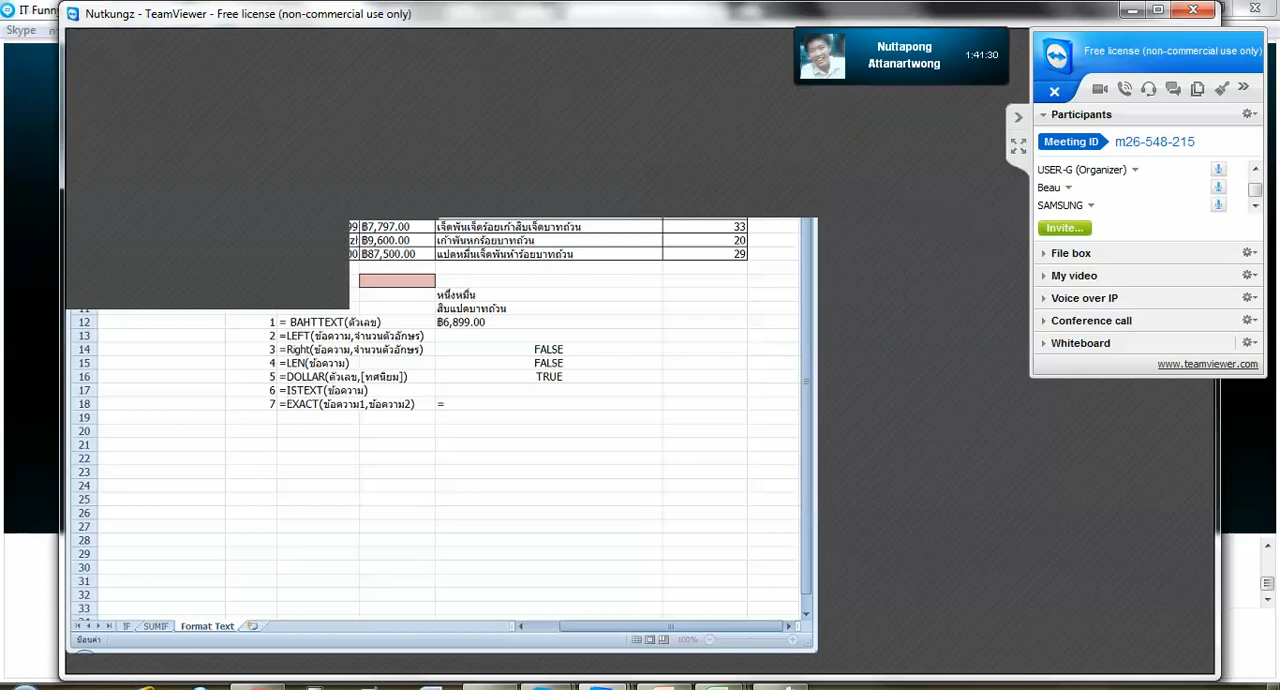 IT Funny
Nutkungz - TeamViewer - Free license (non-commercial use only)
Skype
Nuttapong
Attanartwong
1:41:30
Free license (non-commercial use only)
Participants
Meeting ID m26-548-215
USER-G (Organizer)
Beau
SAMSUNG
Invite...
File box
My video
Voice over IP
Conference call
Whiteboard
www.teamviewer.com
฿7,797.00 เจ็ดพันเจ็ดร้อยเก้าสิบเจ็ดบาทถ้วน 33
฿9,600.00 เก้าพันหกร้อยบาทถ้วน 20
฿87,500.00 แปดหมื่นเจ็ดพันห้าร้อยบาทถ้วน 29
หนึ่งหมื่น
สิบแปดบาทถ้วน
12 1 = BAHTTEXT(ตัวเลข) ฿6,899.00
13 2 =LEFT(ข้อความ,จำนวนตัวอักษร)
14 3 =Right(ข้อความ,จำนวนตัวอักษร) FALSE
15 4 =LEN(ข้อความ) FALSE
16 5 =DOLLAR(ตัวเลข,[ทศนิยม]) TRUE
17 6 =ISTEXT(ข้อความ)
18 7 =EXACT(ข้อความ1,ข้อความ2) =
19
20
21
22
23
24
25
26
27
28
29
30
31
32
33
IF SUMIF Format Text
ป้อนค่า 100%